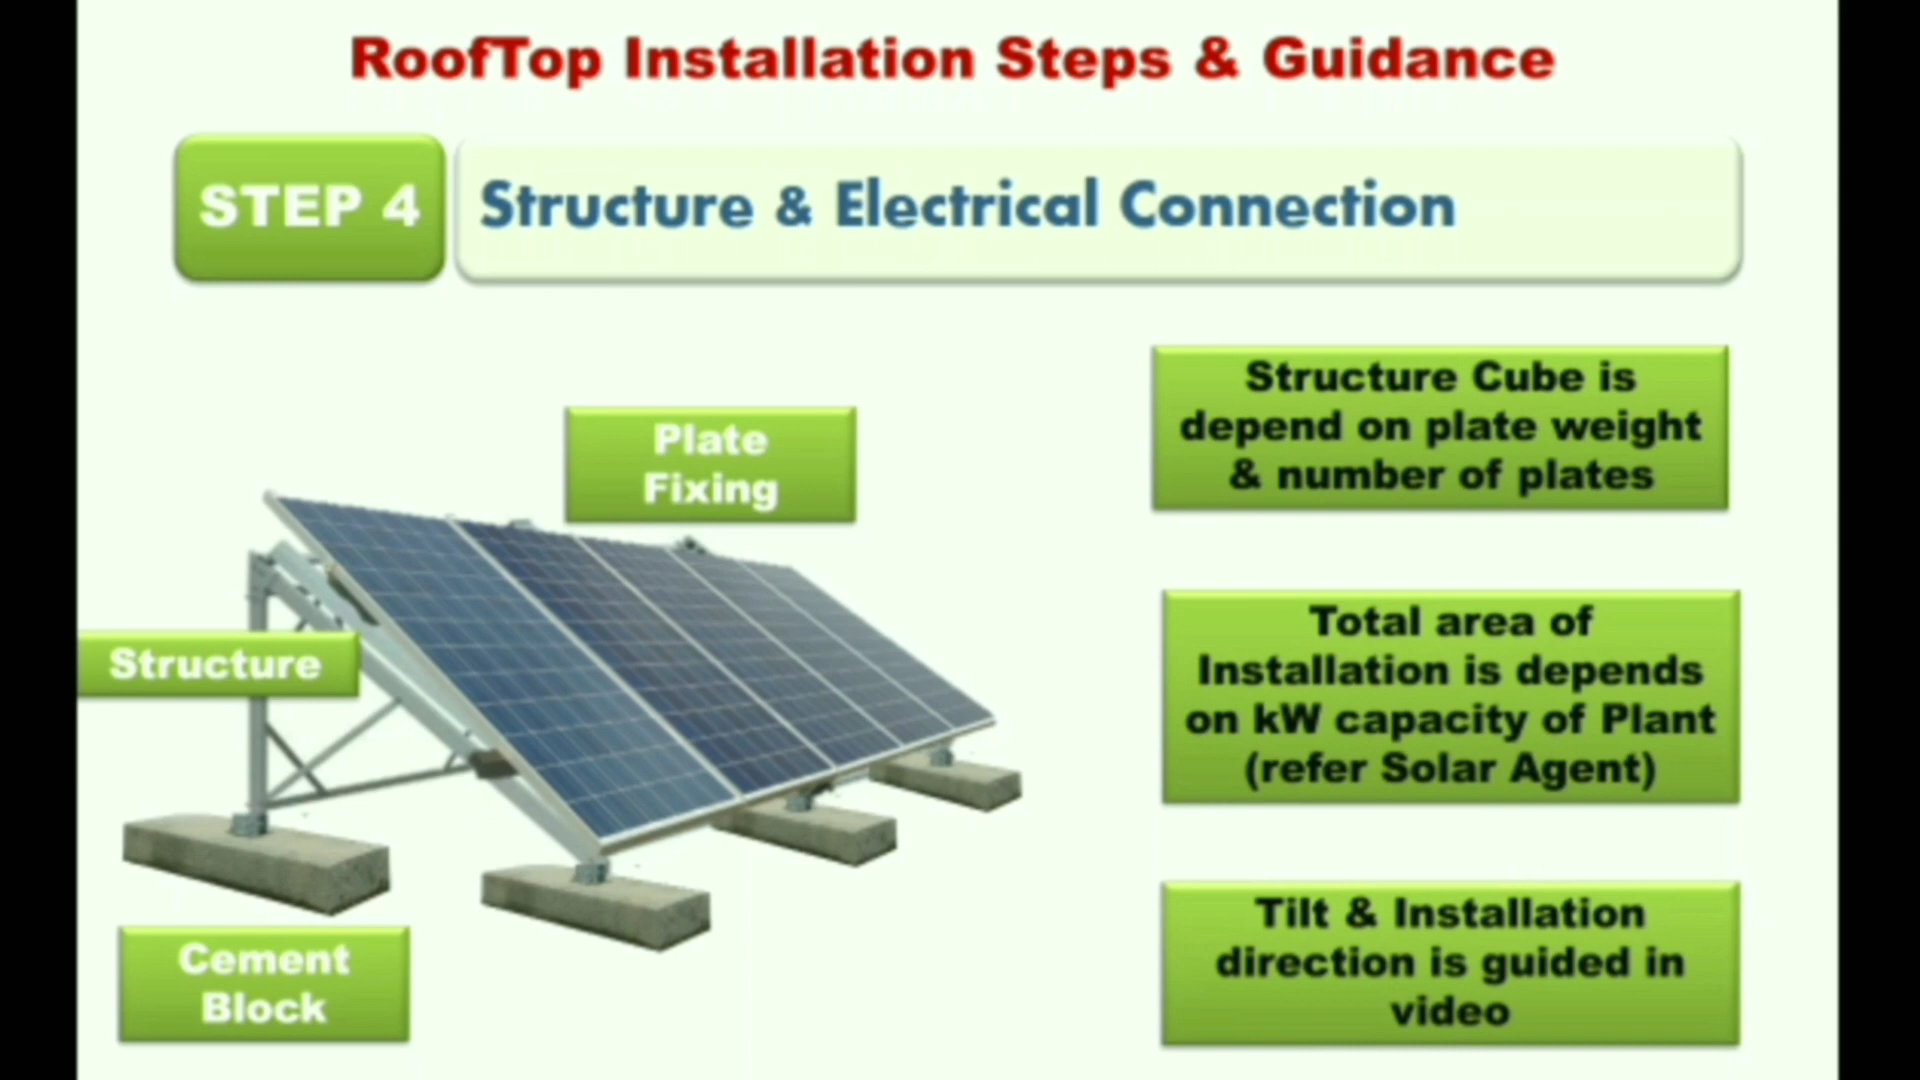 RoofTop Installation Steps & Guidance
STEP 4
Structure & Electrical Connection
Plate
Fixing
Structure
Cement
Block
Structure Cube is
depend on plate weight
& number of plates
Total area of
Installation is depends
on kW capacity of Plant
(refer Solar Agent)
Tilt & Installation
direction is guided in
video